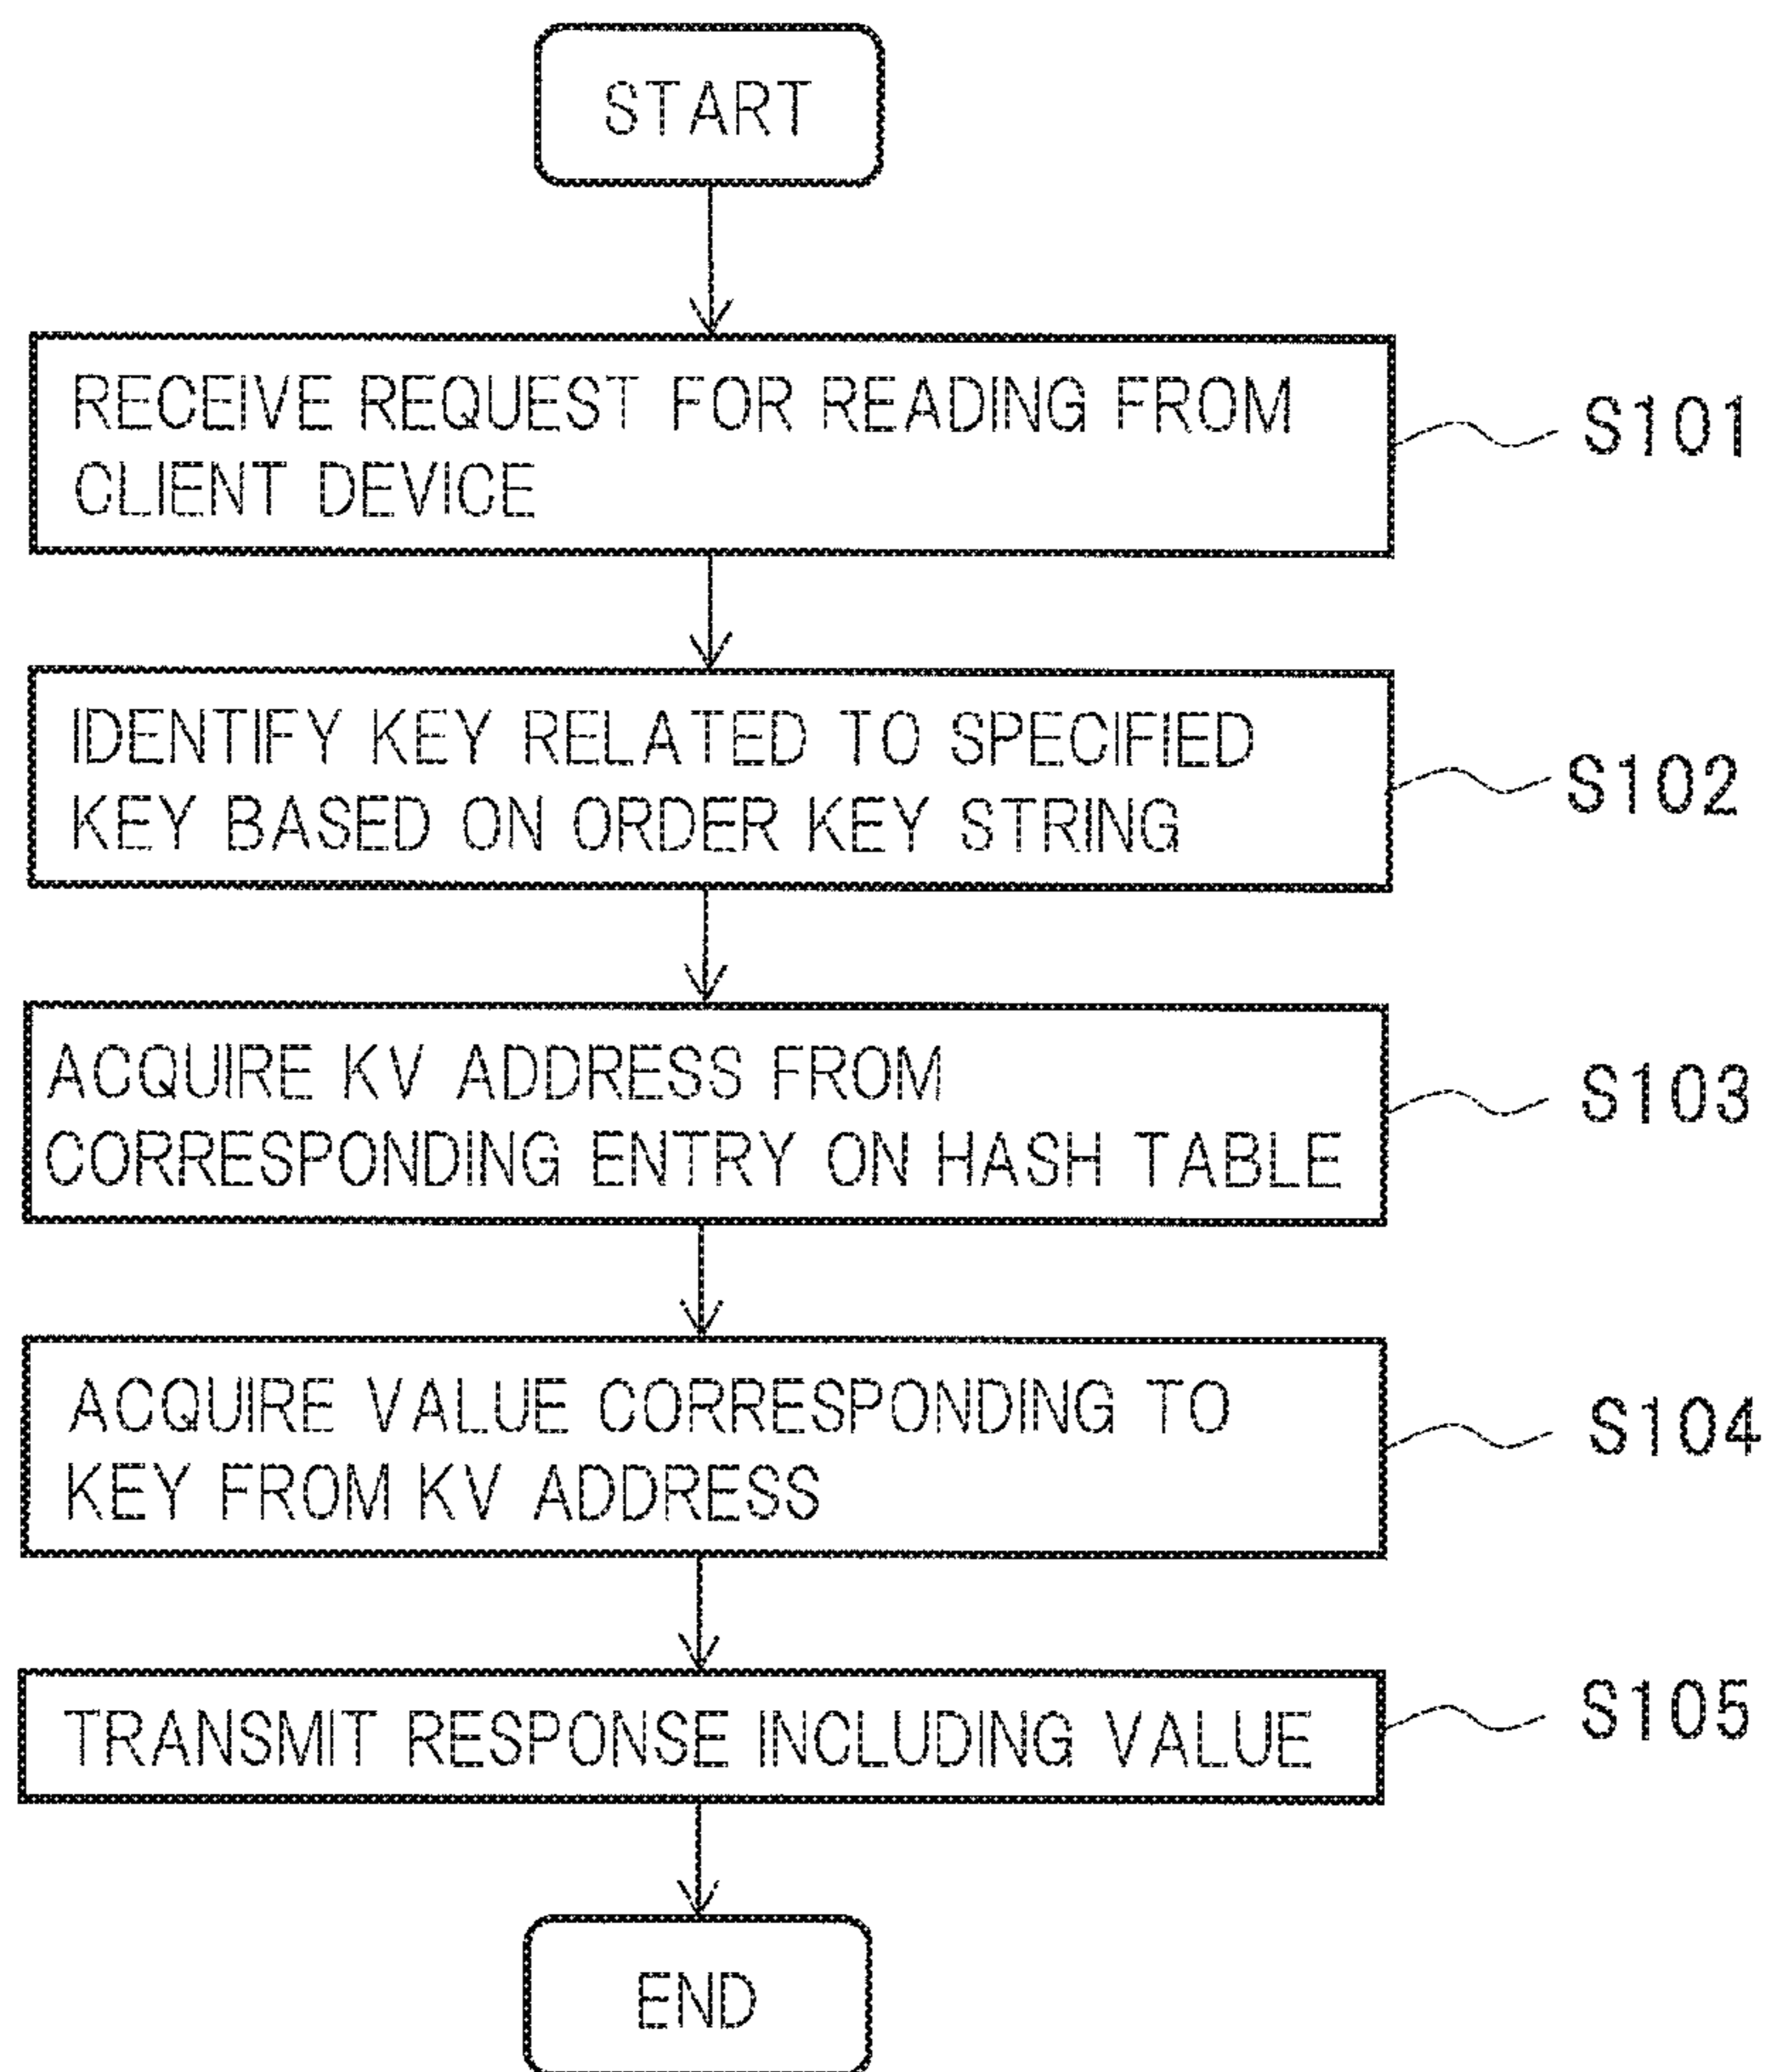 START
RECEIVE REQUEST FOR READING FROM
CLIENT DEVICE
S101
IDENTIFY KEY RELATED TO SPECIFIED
KEY BASED ON ORDER KEY STRING
S102
ACQUIRE KV ADDRESS FROM
CORRESPONDING ENTRY ON HASH TABLE
S103
ACQUIRE VALUE CORRESPONDING TO
KEY FROM KV ADDRESS
S104
TRANSMIT RESPONSE INCLUDING VALUE
S105
END